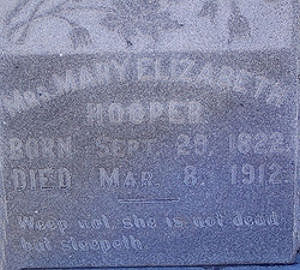 Mrs. Mary Elizabeth
Hooper
Born Sept. 28, 1822.
Died Mar. 8, 1912.
Weep not, she is not dead,
but sleepeth.